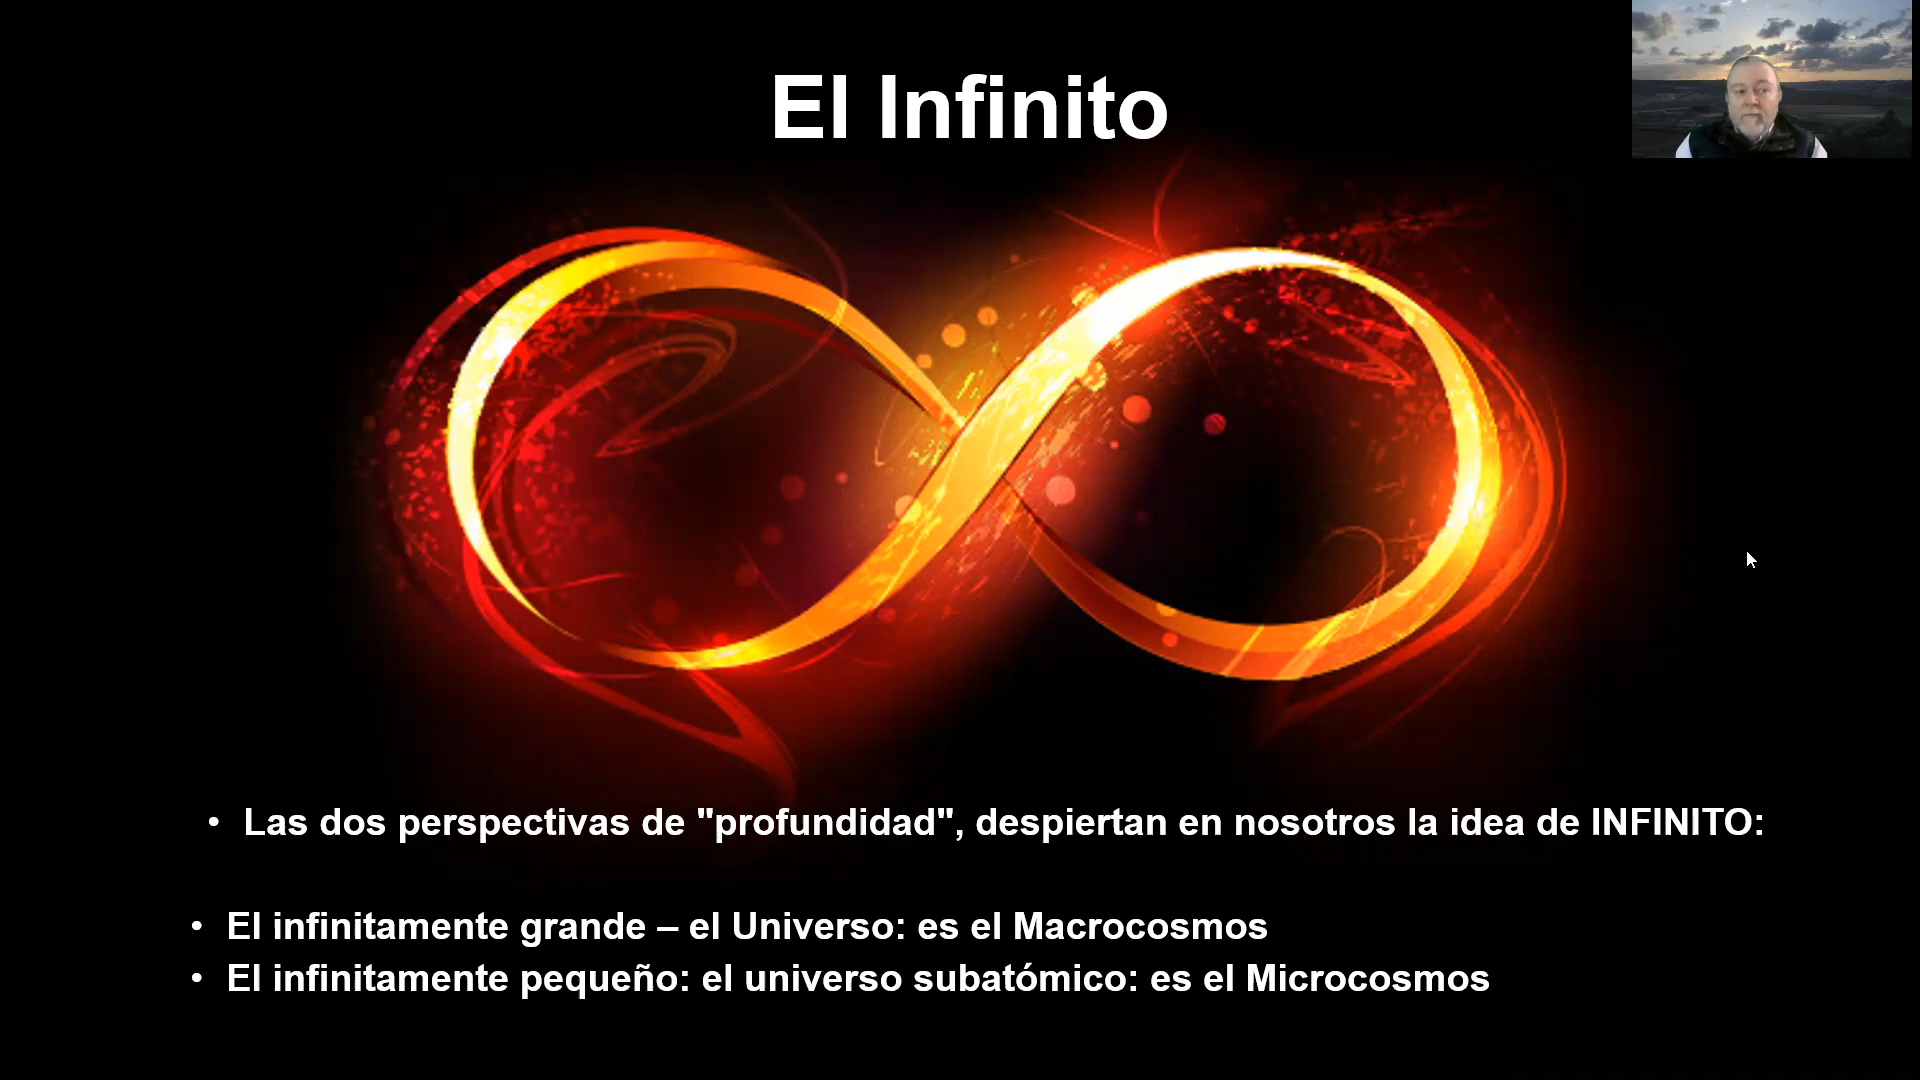 El Infinito
• Las dos perspectivas de "profundidad", despiertan en nosotros la idea de INFINITO:
• El infinitamente grande – el Universo: es el Macrocosmos
• El infinitamente pequeño: el universo subatómico: es el Microcosmos